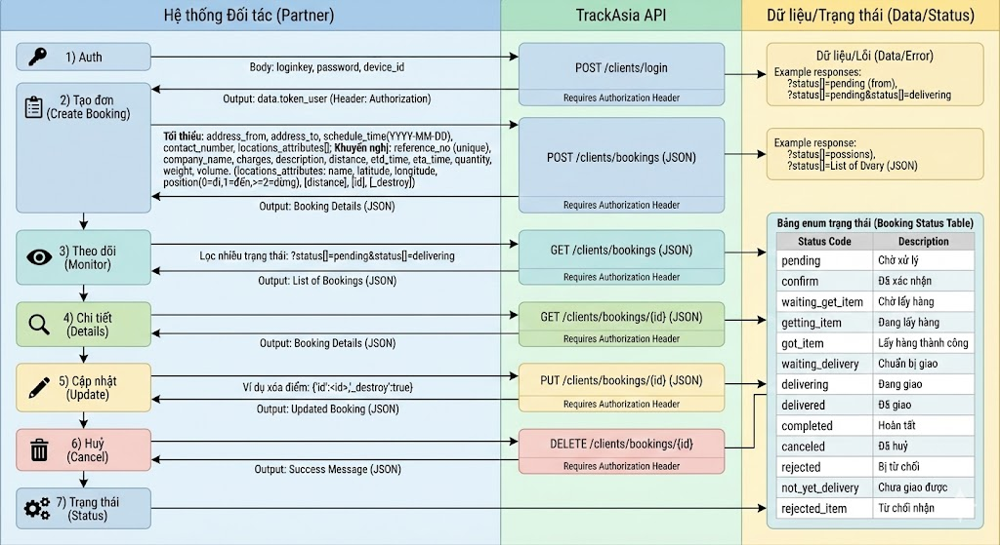 Hệ thống Đối tác (Partner)
TrackAsia API
Dữ liệu/Trạng thái (Data/Status)
1) Auth
Body: loginkey, password, device_id
Output: data.token_user (Header: Authorization)
POST /clients/login
Requires Authorization Header
Dữ liệu/Lỗi (Data/Error)
Example responses:
?status[]=pending (from),
?status[]=pending&status[]=delivering
2) Tạo đơn
(Create Booking)
Tối thiểu: address_from, address_to, schedule_time(YYYY-MM-DD),
contact_number, locations_attributes[]; Khuyến nghị: reference_no (unique),
company_name, charges, description, distance, etd_time, eta_time, quantity,
weight, volume. (locations_attributes: name, latitude, longitude,
position(0=đi,1=đến,>=2=dừng), [distance], [id], [_destroy])
Output: Booking Details (JSON)
POST /clients/bookings (JSON)
Requires Authorization Header
Example response:
?status[]=possions),
?status[]=List of Dvary (JSON)
3) Theo dõi
(Monitor)
Lọc nhiều trạng thái: ?status[]=pending&status[]=delivering
Output: List of Bookings (JSON)
GET /clients/bookings (JSON)
Requires Authorization Header
4) Chi tiết
(Details)
Output: Booking Details (JSON)
GET /clients/bookings/{id} (JSON)
Requires Authorization Header
5) Cập nhật
(Update)
Ví dụ xóa điểm: {'id':<id>,'_destroy':true}
Output: Updated Booking (JSON)
PUT /clients/bookings/{id} (JSON)
Requires Authorization Header
6) Huỷ
(Cancel)
Output: Success Message (JSON)
DELETE /clients/bookings/{id}
Requires Authorization Header
7) Trạng thái
(Status)
Bảng enum trạng thái (Booking Status Table)
Status Code Description
pending Chờ xử lý
confirm Đã xác nhận
waiting_get_item Chờ lấy hàng
getting_item Đang lấy hàng
got_item Lấy hàng thành công
waiting_delivery Chuẩn bị giao
delivering Đang giao
delivered Đã giao
completed Hoàn tất
canceled Đã huỷ
rejected Bị từ chối
not_yet_delivery Chưa giao được
rejected_item Từ chối nhận